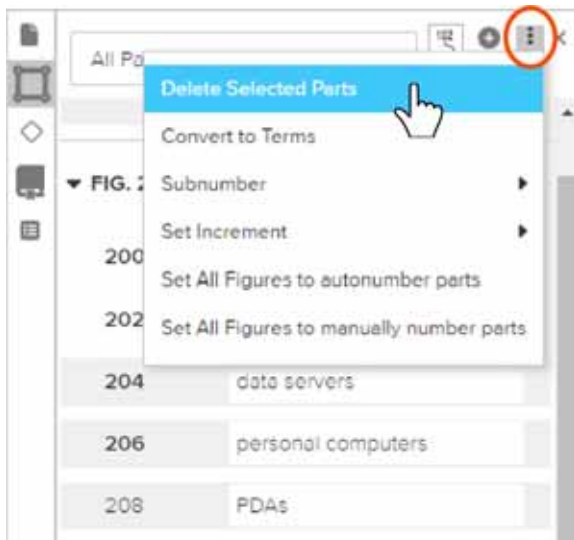 All Pa
Delete Selected Parts
Convert to Terms
FIG. 2
Subnumber
Set Increment
200
Set All Figures to autonumber parts
202
Set All Figures to manually number parts
204 data servers
206 personal computers
208 PDAs